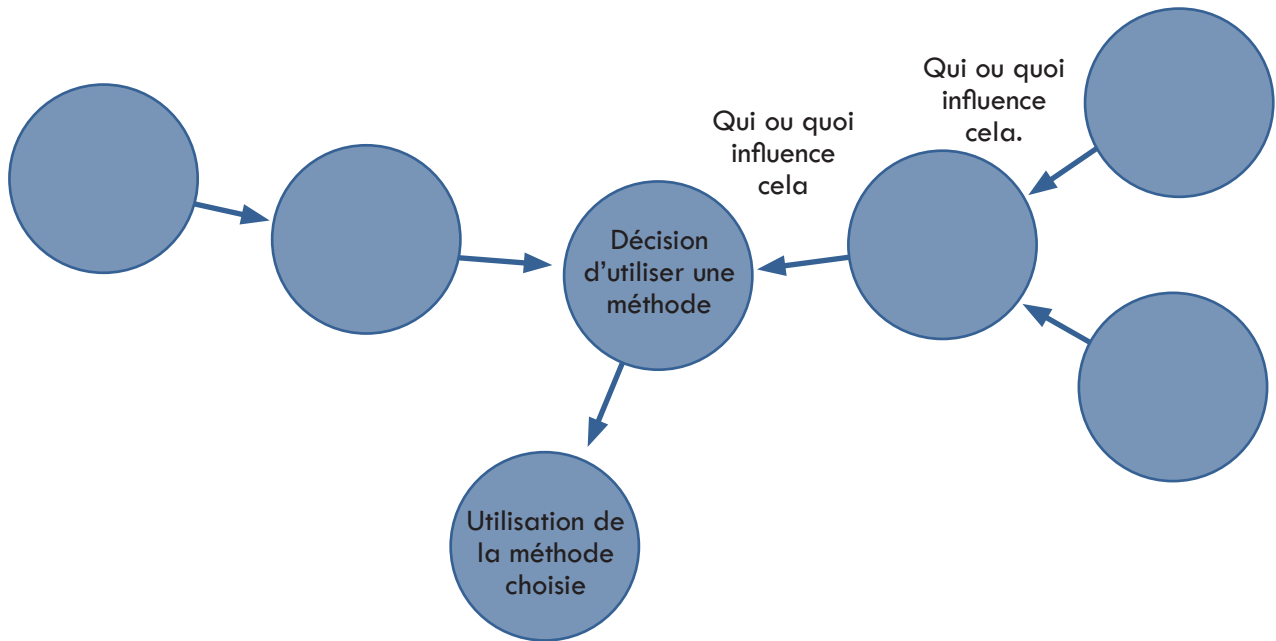 Qui ou quoi
influence
cela.
Qui ou quoi
influence
cela
Décision
d’utiliser une
méthode
Utilisation de
la méthode
choisie